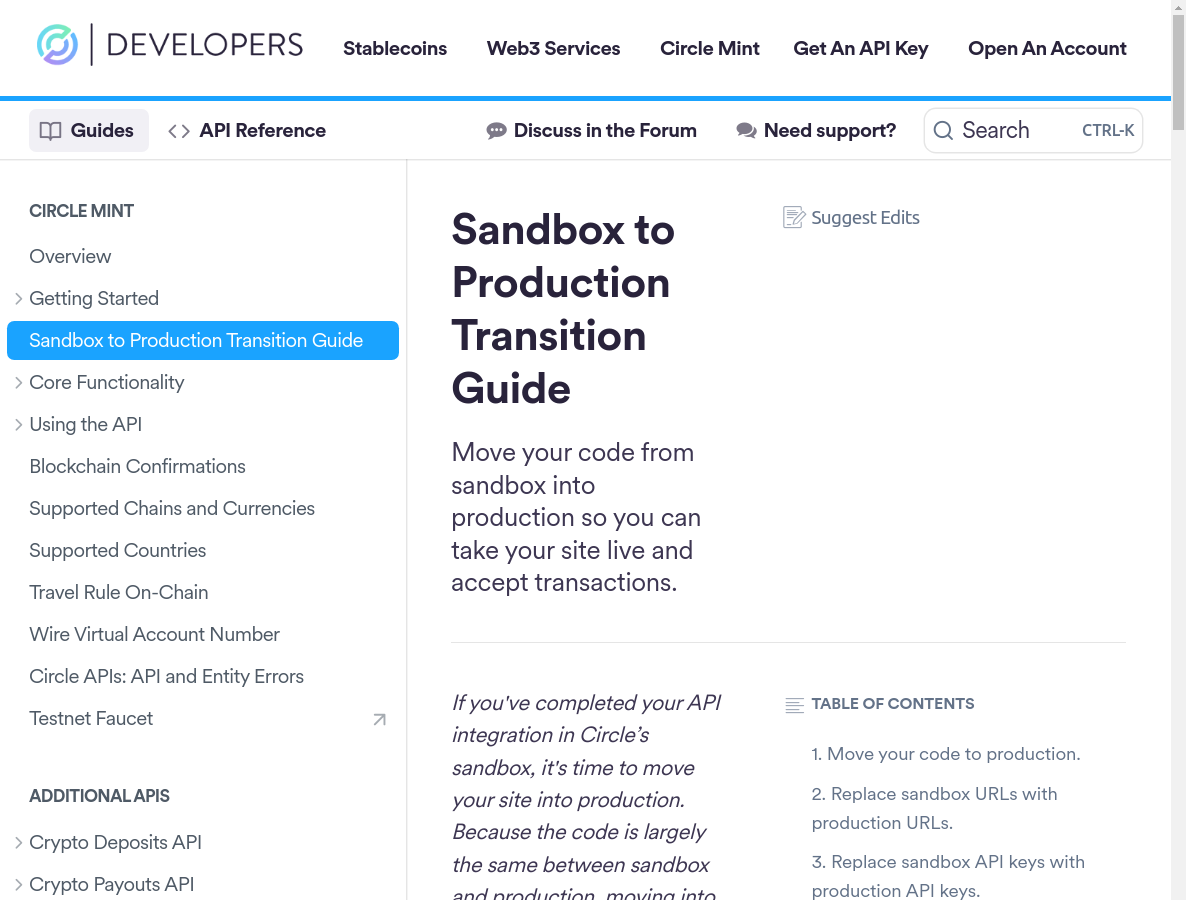 DEVELOPERS
Stablecoins
Web3 Services
Circle Mint
Get An API Key
Open An Account
Guides
API Reference
Discuss in the Forum
Need support?
Search
CTRL-K
CIRCLE MINT
Overview
Getting Started
Sandbox to Production Transition Guide
Core Functionality
Using the API
Blockchain Confirmations
Supported Chains and Currencies
Supported Countries
Travel Rule On-Chain
Wire Virtual Account Number
Circle APIs: API and Entity Errors
Testnet Faucet
ADDITIONAL APIS
Crypto Deposits API
Crypto Payouts API
Sandbox to
Production
Transition
Guide
Suggest Edits
Move your code from
sandbox into
production so you can
take your site live and
accept transactions.
If you've completed your API
integration in Circle’s
sandbox, it's time to move
your site into production.
Because the code is largely
the same between sandbox
and production, moving into
TABLE OF CONTENTS
1. Move your code to production.
2. Replace sandbox URLs with
production URLs.
3. Replace sandbox API keys with
production API keys.